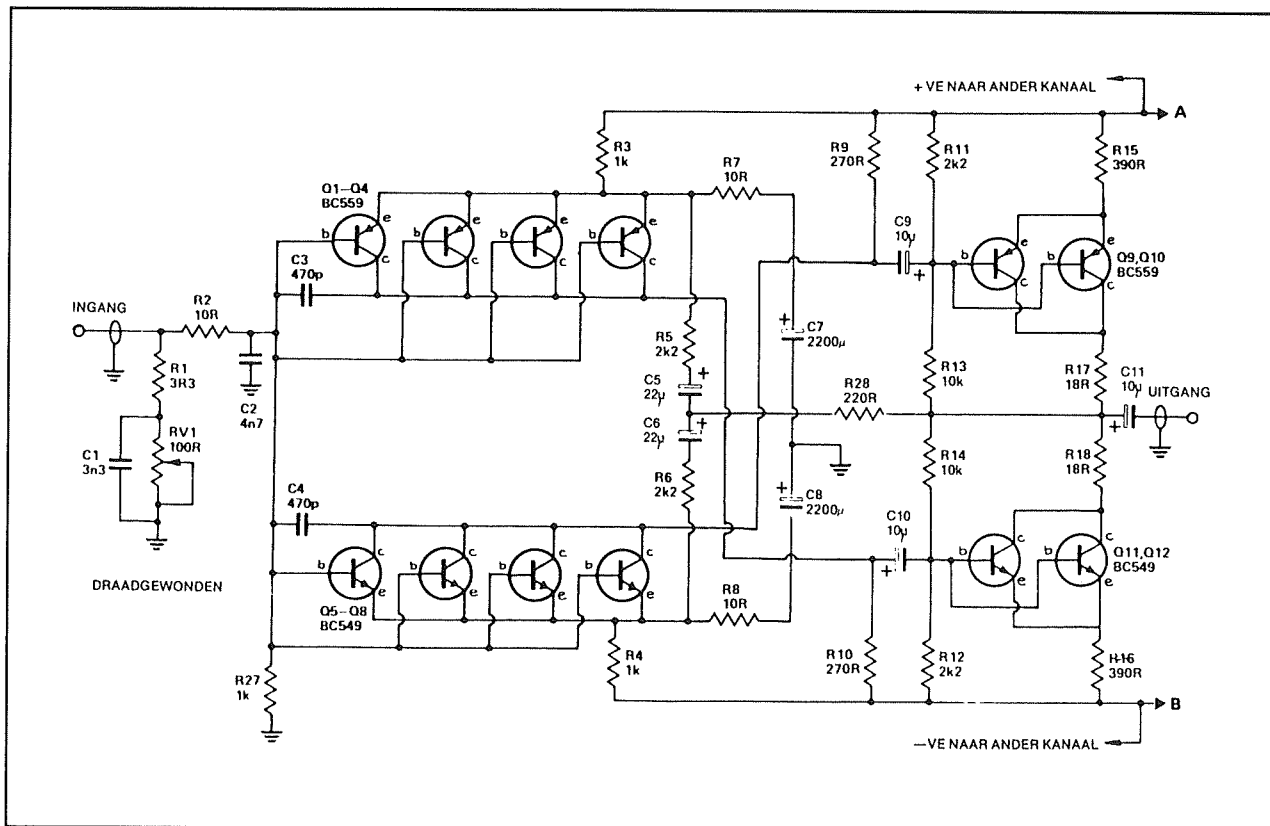 +VE NAAR ANDER KANAAL
A
R3
1k
R9
270R
R11
2k2
R15
390R
R7
10R
Q1–Q4
BC559
e
e
e
e
b
b
b
b
c
c
c
c
C3
470p
C9
10µ
+
e
e
b
b
c
c
Q9,Q10
BC559
INGANG
R2
10R
R5
2k2
+
C7
2200µ
R1
3R3
C2
4n7
+
C5
22µ
R28
220R
R13
10k
R17
18R
C11
10µ
UITGANG
+
RV1
100R
C1
3n3
+
C6
22µ
R14
10k
R18
18R
R6
2k2
+
C8
2200µ
C4
470p
C10
10µ
+
c
c
c
c
b
b
b
b
e
e
e
e
c
c
b
b
e
e
Q11,Q12
BC549
DRAADGEWONDEN
Q5–Q8
BC549
R8
10R
R4
1k
R10
270R
R12
2k2
R16
390R
R27
1k
B
—VE NAAR ANDER KANAAL